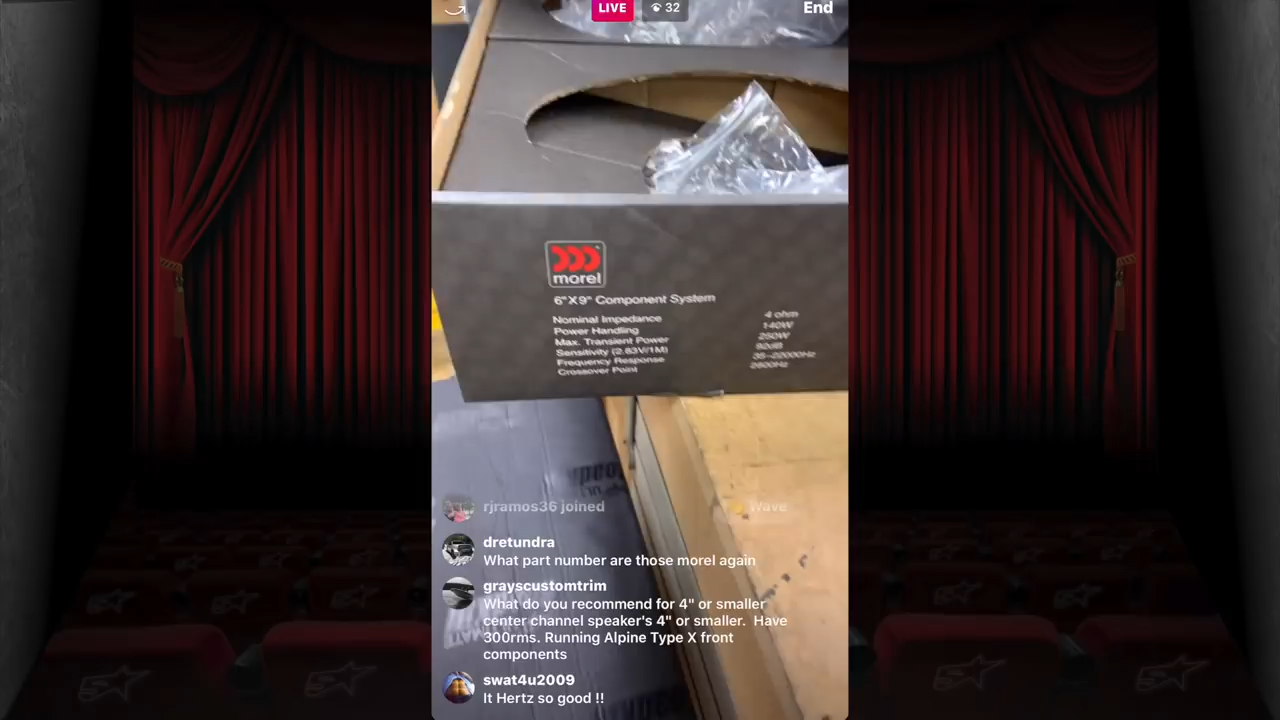 LIVE
32
End
morel
6"X9" Component System
Nominal Impedance 4 ohm
Power Handling 140W
Max. Transient Power 250W
Sensitivity (2.83V/1M) 92dB
Frequency Response 35-22000Hz
Crossover Point 2600Hz
rjramos36 joined
Wave
dretundra
What part number are those morel again
grayscustomtrim
What do you recommend for 4" or smaller
center channel speaker's 4" or smaller. Have
300rms. Running Alpine Type X front
components
swat4u2009
It Hertz so good !!